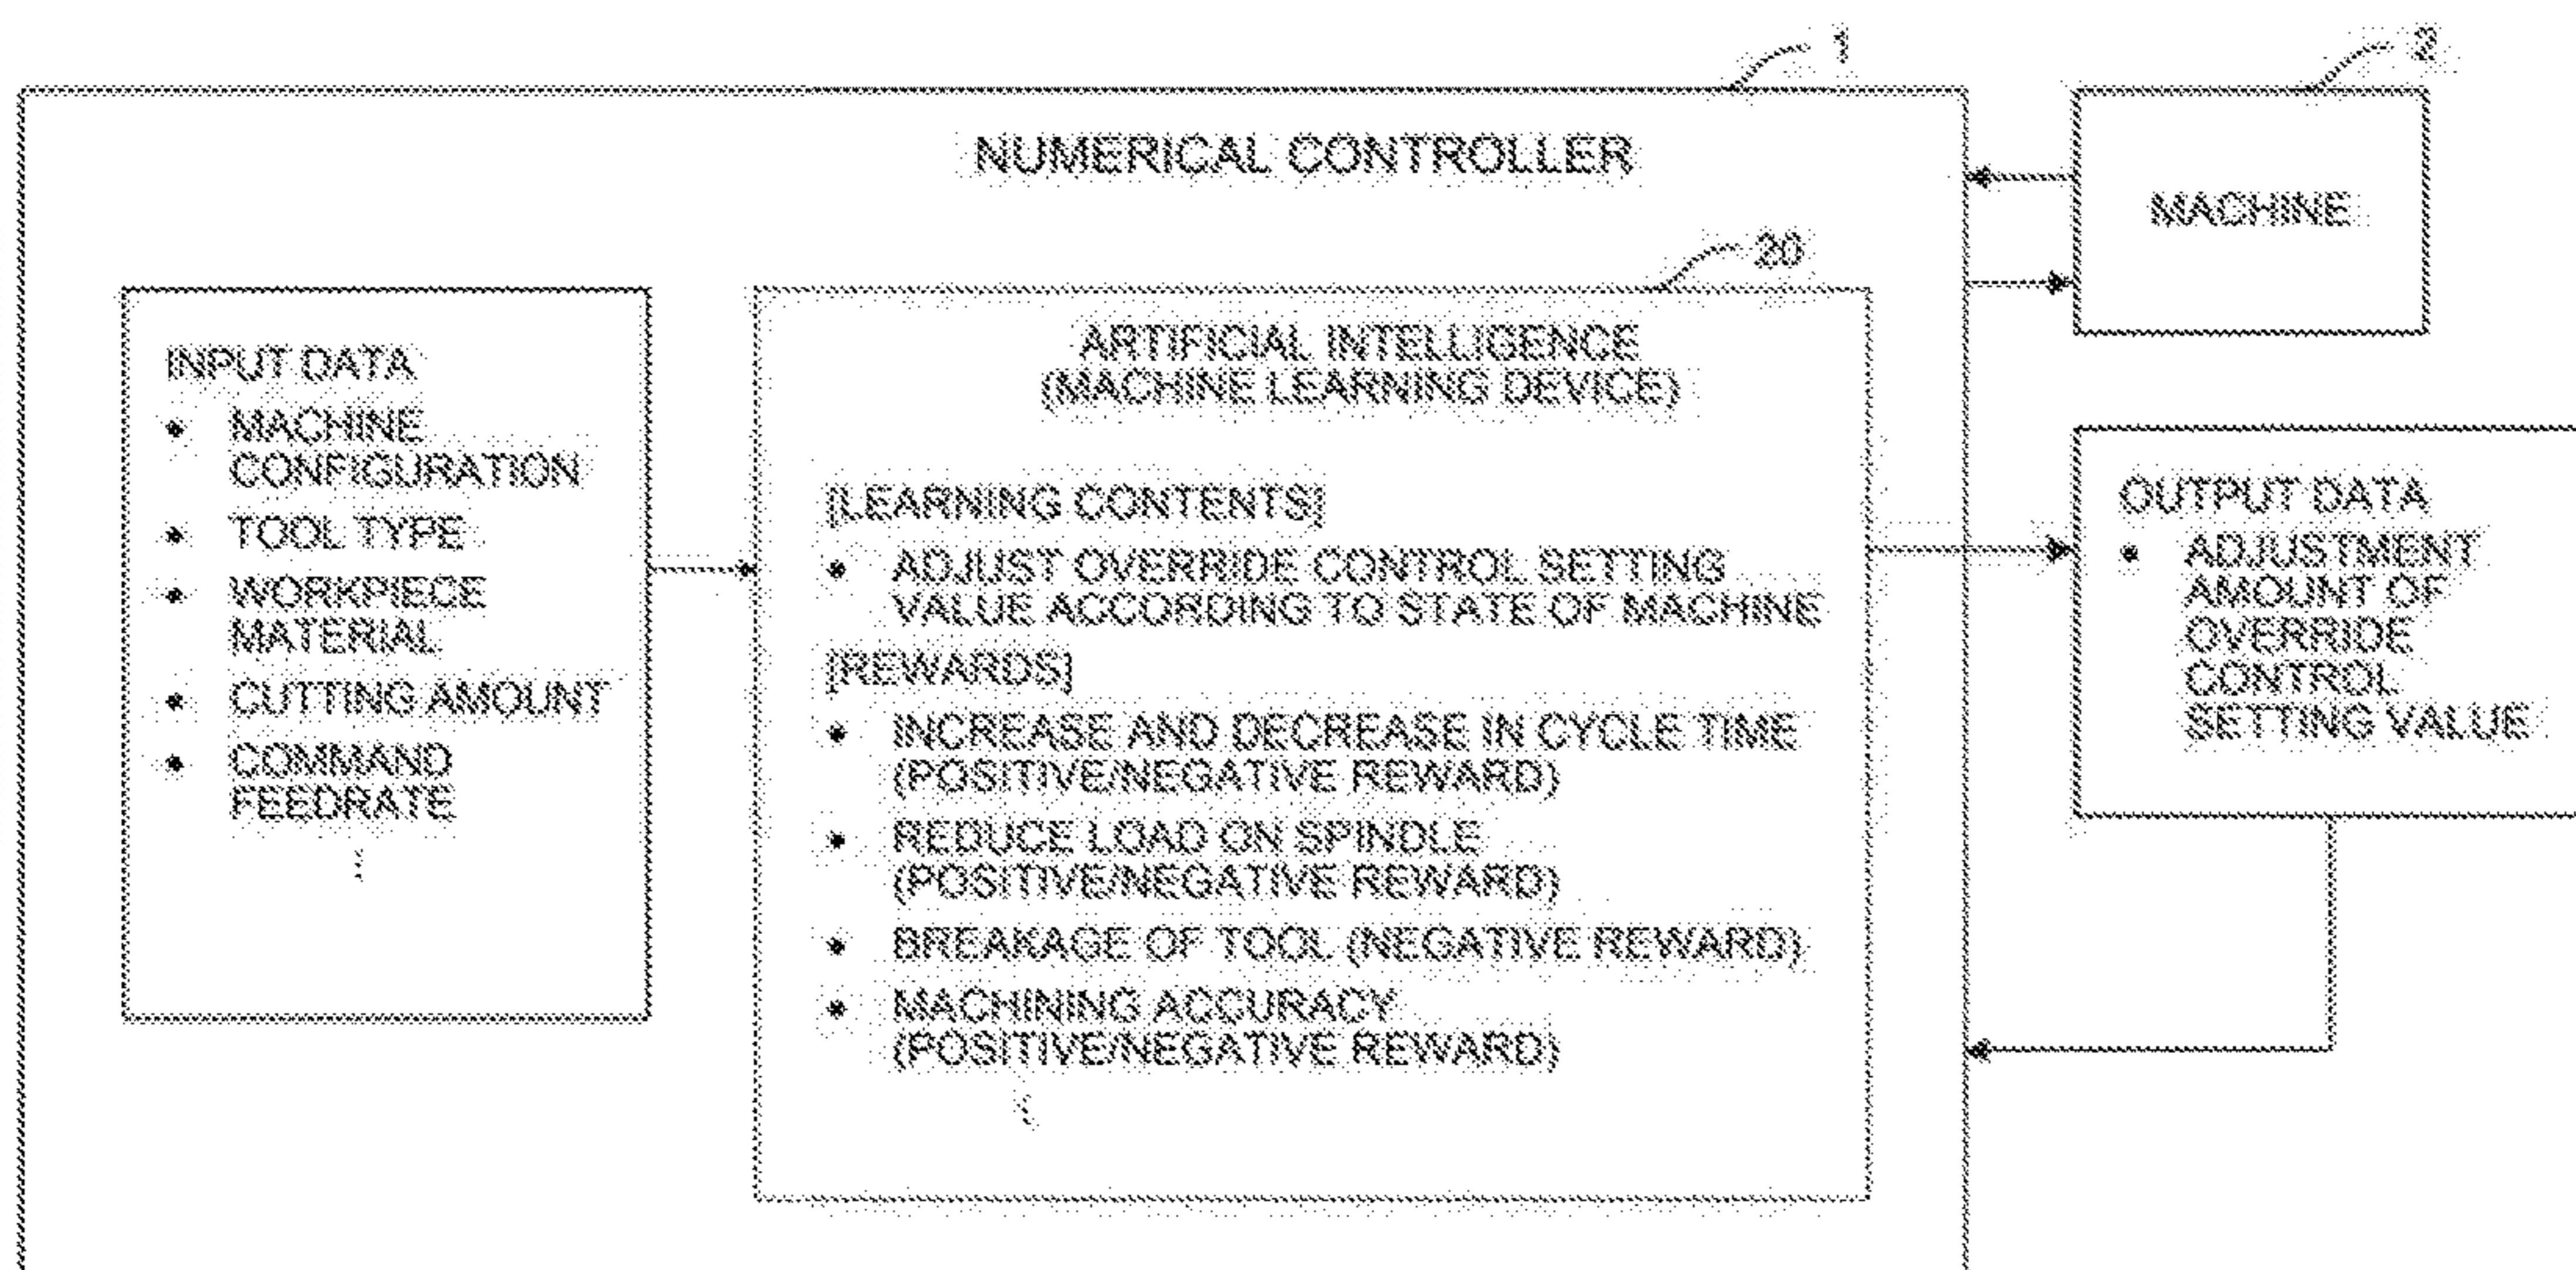 1
2
NUMERICAL CONTROLLER
MACHINE
20
INPUT DATA
• MACHINE
CONFIGURATION
• TOOL TYPE
• WORKPIECE
MATERIAL
• CUTTING AMOUNT
• COMMAND
FEEDRATE
ARTIFICIAL INTELLIGENCE
(MACHINE LEARNING DEVICE)
[LEARNING CONTENTS]
• ADJUST OVERRIDE CONTROL SETTING
VALUE ACCORDING TO STATE OF MACHINE
[REWARDS]
• INCREASE AND DECREASE IN CYCLE TIME
(POSITIVE/NEGATIVE REWARD)
• REDUCE LOAD ON SPINDLE
(POSITIVE/NEGATIVE REWARD)
• BREAKAGE OF TOOL (NEGATIVE REWARD)
• MACHINING ACCURACY
(POSITIVE/NEGATIVE REWARD)
OUTPUT DATA
• ADJUSTMENT
AMOUNT OF
OVERRIDE
CONTROL
SETTING VALUE